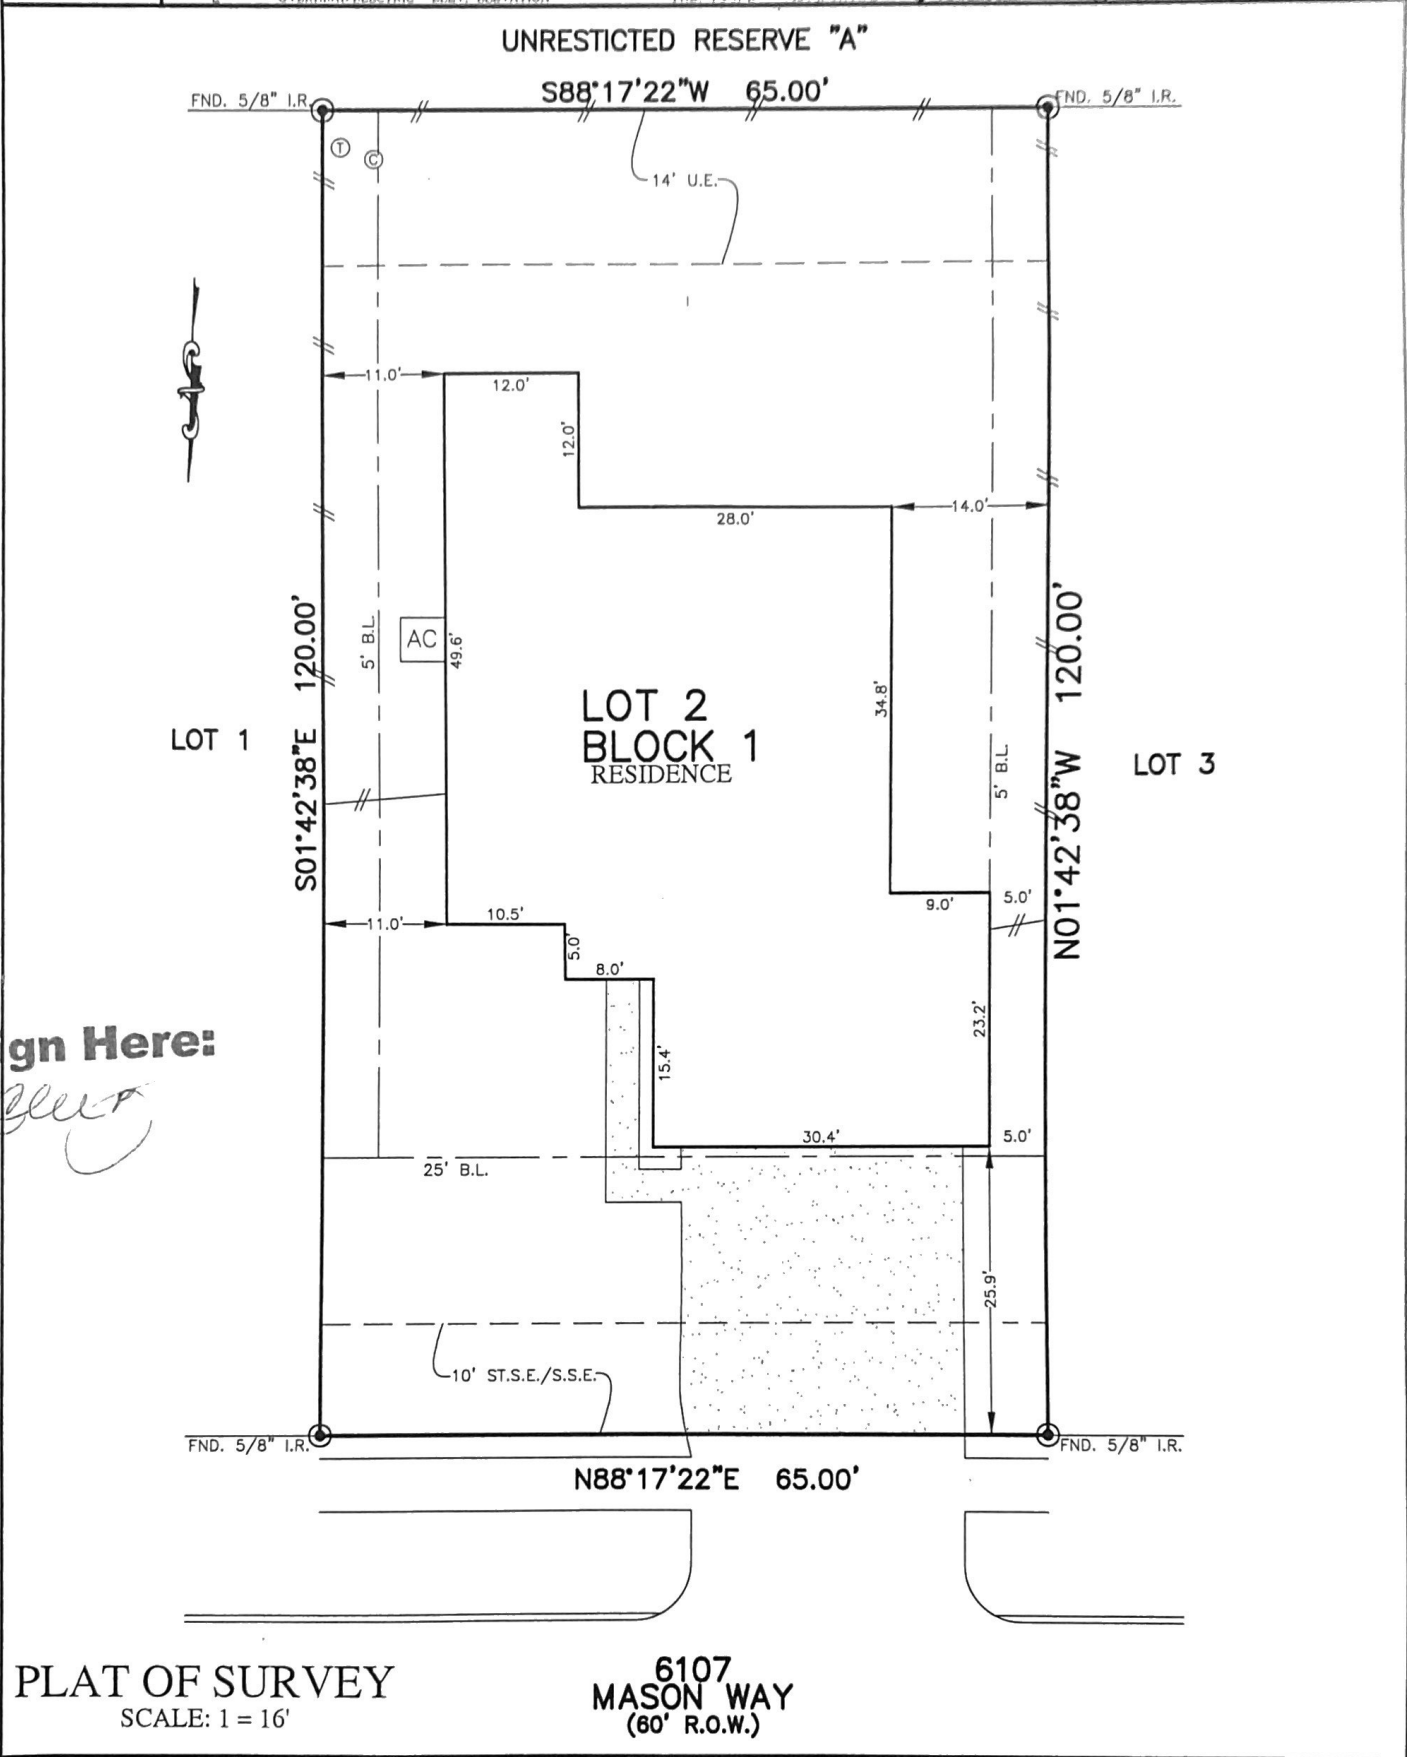 UNRESTICTED RESERVE "A"
S88°17'22"W 65.00'
FND. 5/8" I.R.
FND. 5/8" I.R.
T
C
14' U.E.
11.0'
12.0'
12.0'
28.0'
14.0'
5' B.L.
AC
49.6'
34.8'
S01°42'38"E 120.00'
N01°42'38"W 120.00'
LOT 2
BLOCK 1
RESIDENCE
LOT 1
LOT 3
5' B.L.
9.0'
5.0'
11.0'
10.5'
5.0'
8.0'
23.2'
15.4'
gn Here:
30.4'
5.0'
25' B.L.
25.9'
10' ST.S.E./S.S.E.
FND. 5/8" I.R.
FND. 5/8" I.R.
N88°17'22"E 65.00'
6107
MASON WAY
(60' R.O.W.)
PLAT OF SURVEY
SCALE: 1 = 16'